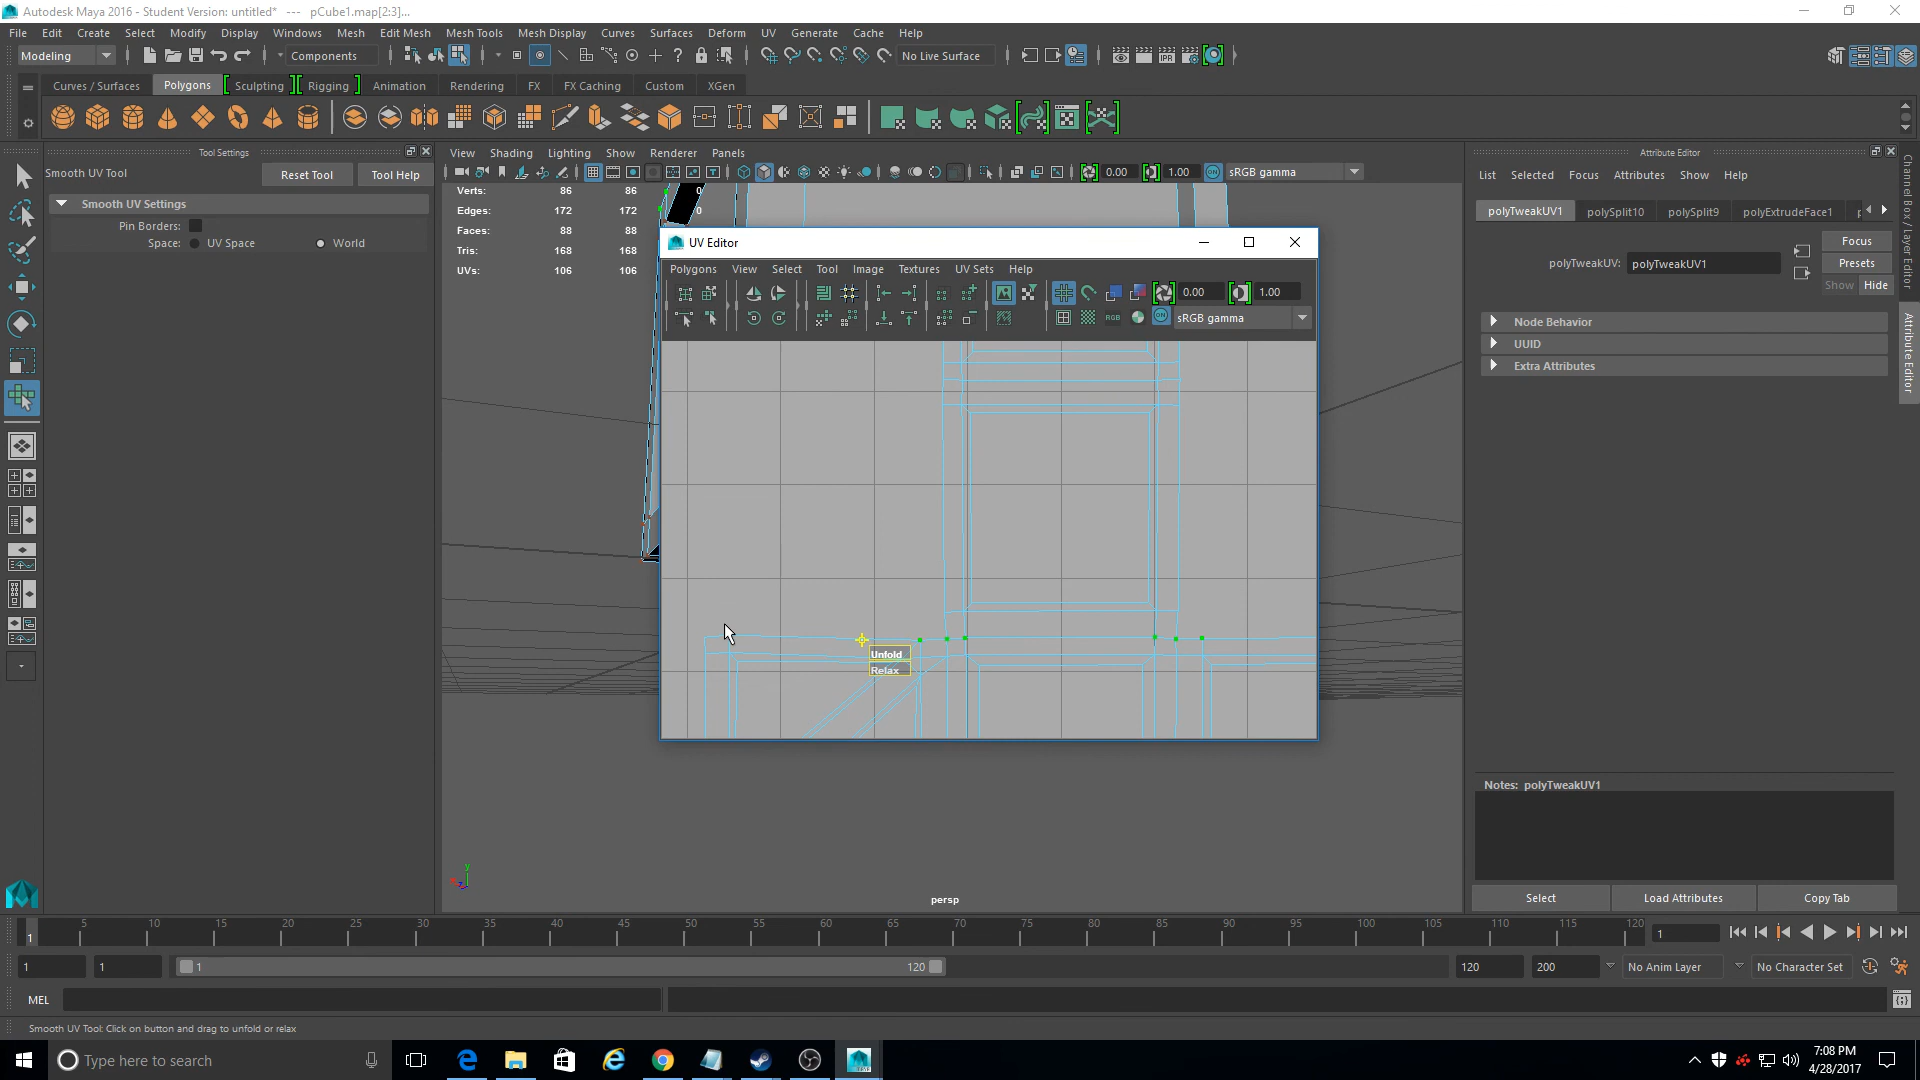 Autodesk Maya 2016 - Student Version: untitled* --- pCube1.map[2:3]...
File Edit Create Select Modify Display Windows Mesh Edit Mesh Mesh Tools Mesh Display Curves Surfaces Deform UV Generate Cache Help
Modeling Components No Live Surface
Curves / Surfaces Polygons Sculpting Rigging Animation Rendering FX FX Caching Custom XGen
Tool Settings
Smooth UV Tool Reset Tool Tool Help
Smooth UV Settings
Pin Borders:
Space: UV Space World
View Shading Lighting Show Renderer Panels
0.00 1.00 sRGB gamma
Verts: 86 86 0
Edges: 172 172 0
Faces: 88 88
Tris: 168 168
UVs: 106 106
UV Editor
Polygons View Select Tool Image Textures UV Sets Help
0.00 1.00
RGB sRGB gamma
Unfold
Relax
persp
y
Attribute Editor
List Selected Focus Attributes Show Help
polyTweakUV1 polySplit10 polySplit9 polyExtrudeFace1
polyTweakUV: polyTweakUV1
Focus
Presets
Show Hide
Node Behavior
UUID
Extra Attributes
Notes: polyTweakUV1
Select Load Attributes Copy Tab
Channel Box / Layer Editor
Attribute Editor
1 5 10 15 20 25 30 35 40 45 50 55 60 65 70 75 80 85 90 95 100 105 110 115 120 1
1 1 1 120 120 200 No Anim Layer No Character Set
MEL
Smooth UV Tool: Click on button and drag to unfold or relax
Type here to search
7:08 PM
4/28/2017